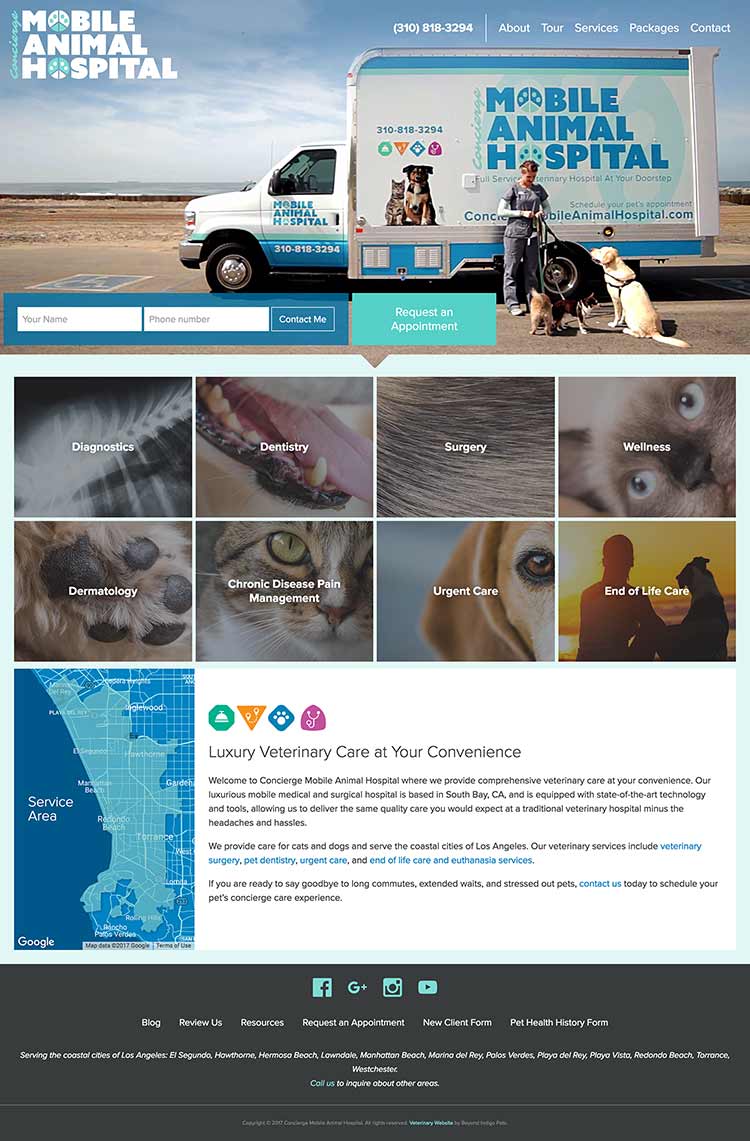 Concierge
MOBILE
ANIMAL
HOSPITAL
(310) 818-3294
About Tour Services Packages Contact
310-818-3294
Concierge
MOBILE
ANIMAL
HOSPITAL
Full Service Veterinary Hospital At Your Doorstep
Schedule your pet's appointment
Conc MobileAnimalHospital.com
MOBILE
ANIMAL
HOSPITAL
310-818-3294
Your Name
Phone number
Contact Me
Request an
Appointment
Diagnostics
Dentistry
Surgery
Wellness
Dermatology
Chronic Disease Pain
Management
Urgent Care
End of Life Care
Marina
Del Rey
PLAYA DEL REY
Inglewood
El Segundo
Hawthorne
Manhattan
Beach
Gardena
Service
Area
Redondo
Beach
Torrance
West
Lomita
Rolling Hills
Rancho
Palos Verdes
Google
Map data ©2017 Google
Terms of Use
Luxury Veterinary Care at Your Convenience
Welcome to Concierge Mobile Animal Hospital where we provide comprehensive veterinary care at your convenience. Our
luxurious mobile medical and surgical hospital is based in South Bay, CA, and is equipped with state-of-the-art technology
and tools, allowing us to deliver the same quality care you would expect at a traditional veterinary hospital minus the
headaches and hassles.
We provide care for cats and dogs and serve the coastal cities of Los Angeles. Our veterinary services include veterinary
surgery, pet dentistry, urgent care, and end of life care and euthanasia services.
If you are ready to say goodbye to long commutes, extended waits, and stressed out pets, contact us today to schedule your
pet's concierge care experience.
G+
Blog Review Us Resources Request an Appointment New Client Form Pet Health History Form
Serving the coastal cities of Los Angeles: El Segundo, Hawthorne, Hermosa Beach, Lawndale, Manhattan Beach, Marina del Rey, Palos Verdes, Playa del Rey, Playa Vista, Redondo Beach, Torrance,
Westchester.
Call us to inquire about other areas.
Copyright © 2017 Concierge Mobile Animal Hospital. All rights reserved. Veterinary Website by Beyond Indigo Pets.